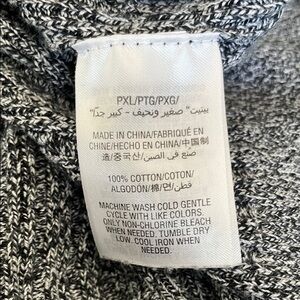 PXL/PTG/PXG/
بيتيت" صغير ونحيف - كبير جدًا"
MADE IN CHINA/FABRIQUÉ EN
CHINE/HECHO EN CHINA/中国制
造/중국산/صنع في الصين
100% COTTON/COTON/
ALGODÓN/棉/면/قطن
MACHINE WASH COLD GENTLE
CYCLE WITH LIKE COLORS.
ONLY NON-CHLORINE BLEACH
WHEN NEEDED. TUMBLE DRY
LOW. COOL IRON WHEN
NEEDED.